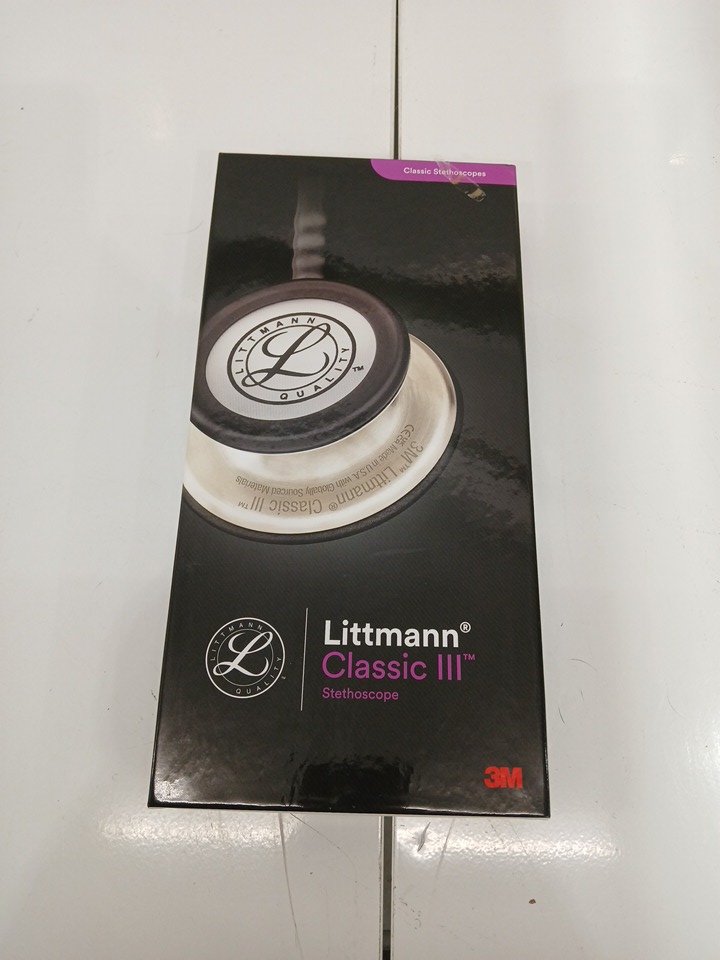 Classic Stethoscopes
LITTMANN
L
QUALITY
TM
3M™ Littmann® Classic III™
CE Made in U.S.A. with Globally Sourced Materials
LITTMANN
L
QUALITY
Littmann®
Classic III™
Stethoscope
3M